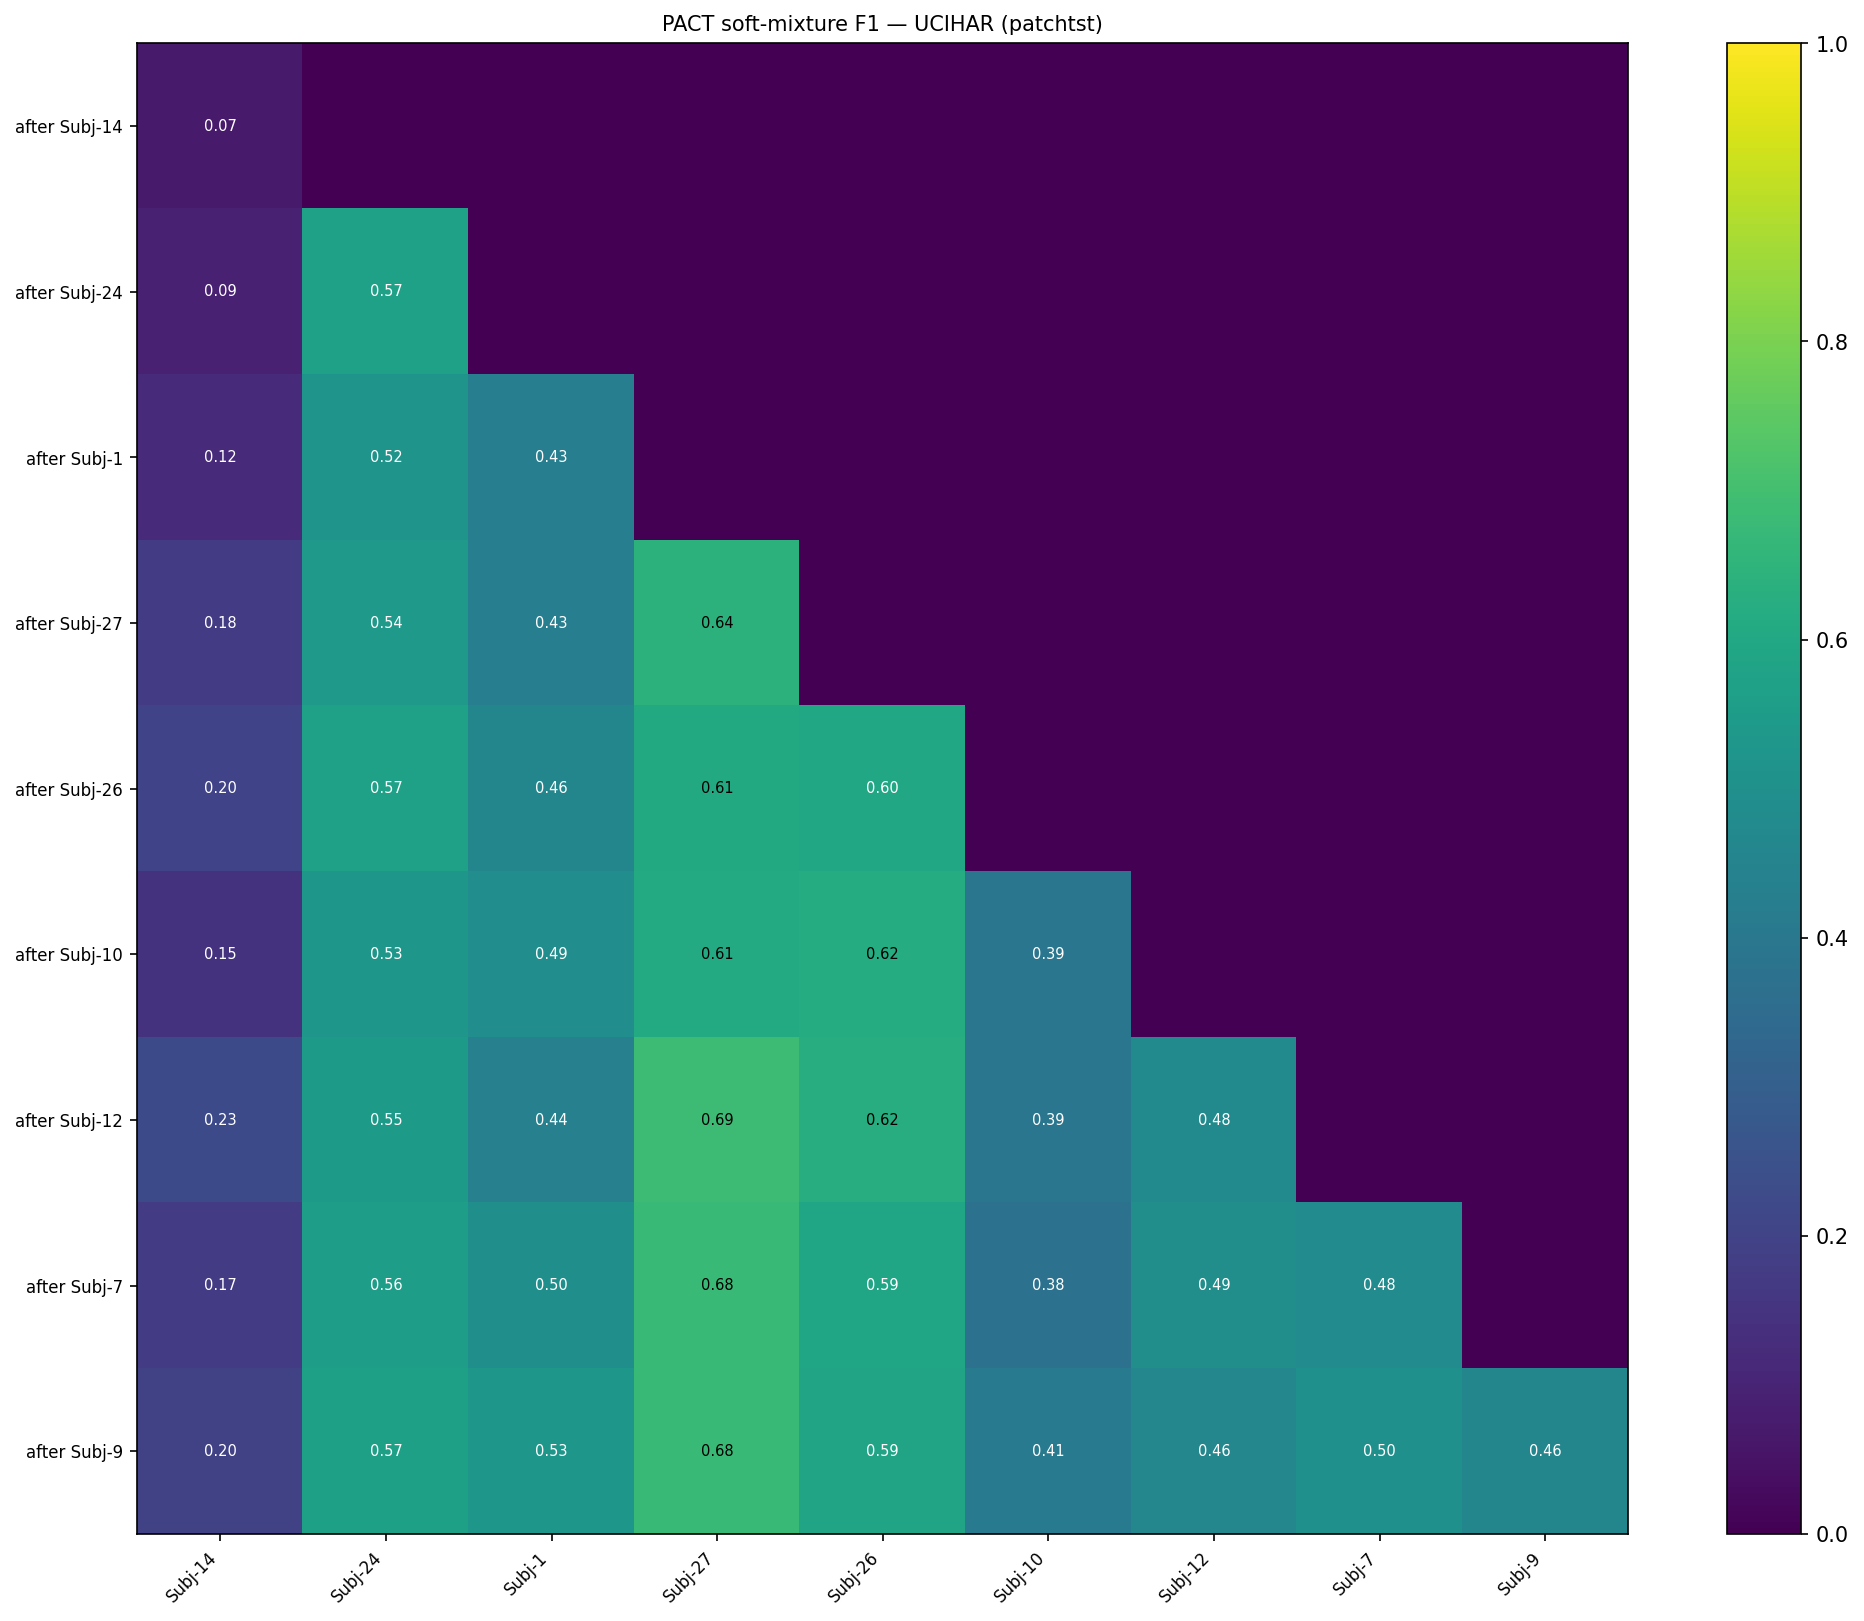 PACT soft-mixture F1 — UCIHAR (patchtst)
1.0
after Subj-14 0.07
after Subj-24 0.09 0.57
0.8
after Subj-1 0.12 0.52 0.43
after Subj-27 0.18 0.54 0.43 0.64
0.6
after Subj-26 0.20 0.57 0.46 0.61 0.60
after Subj-10 0.15 0.53 0.49 0.61 0.62 0.39
0.4
after Subj-12 0.23 0.55 0.44 0.69 0.62 0.39 0.48
0.2
after Subj-7 0.17 0.56 0.50 0.68 0.59 0.38 0.49 0.48
after Subj-9 0.20 0.57 0.53 0.68 0.59 0.41 0.46 0.50 0.46
0.0
Subj-14 Subj-24 Subj-1 Subj-27 Subj-26 Subj-10 Subj-12 Subj-7 Subj-9